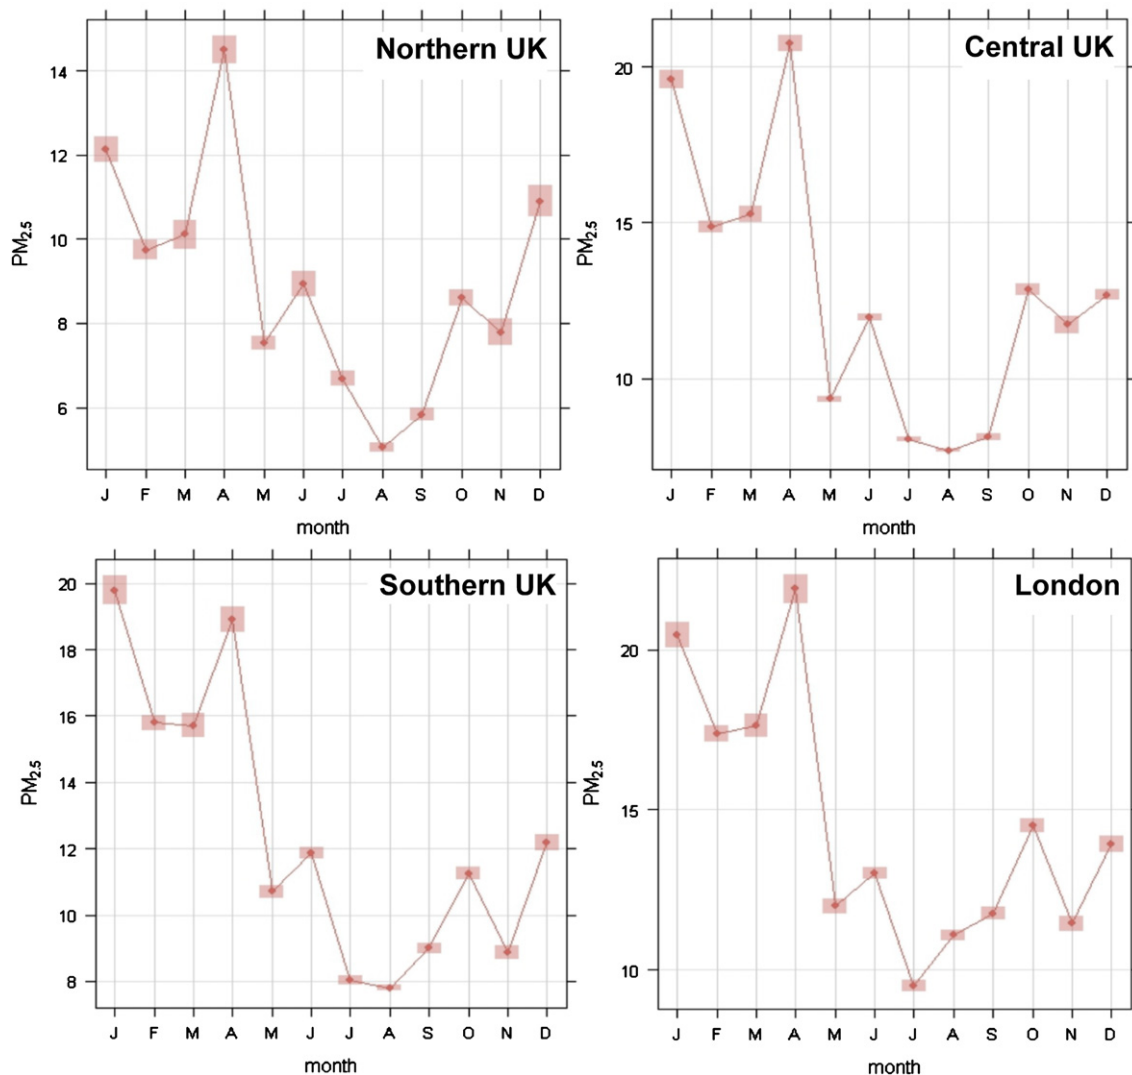 Northern UK
14
12
10
8
6
PM2.5
J F M A M J J A S O N D
month
Central UK
20
15
10
PM2.5
J F M A M J J A S O N D
month
Southern UK
20
18
16
14
12
10
8
PM2.5
J F M A M J J A S O N D
month
London
20
15
10
PM2.5
J F M A M J J A S O N D
month